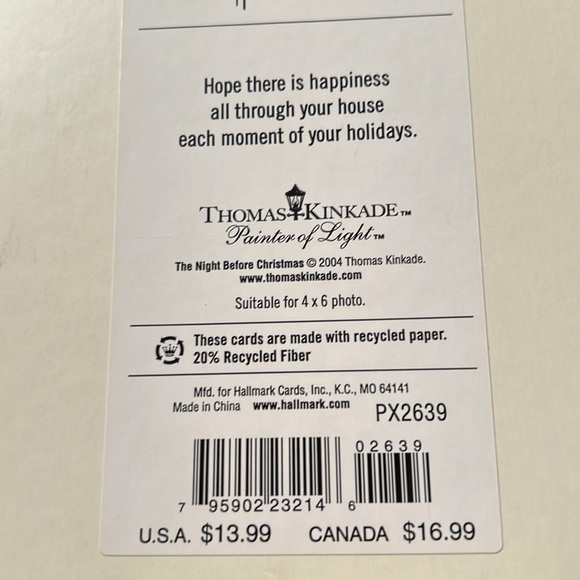 Hope there is happiness
all through your house
each moment of your holidays.
THOMAS KINKADE™
Painter of Light™
The Night Before Christmas © 2004 Thomas Kinkade.
www.thomaskinkade.com
Suitable for 4 x 6 photo.
These cards are made with recycled paper.
20% Recycled Fiber
Mfd. for Hallmark Cards, Inc., K.C., MO 64141
Made in China www.hallmark.com PX2639
02639
7 95902 23214 6
U.S.A. $13.99 CANADA $16.99